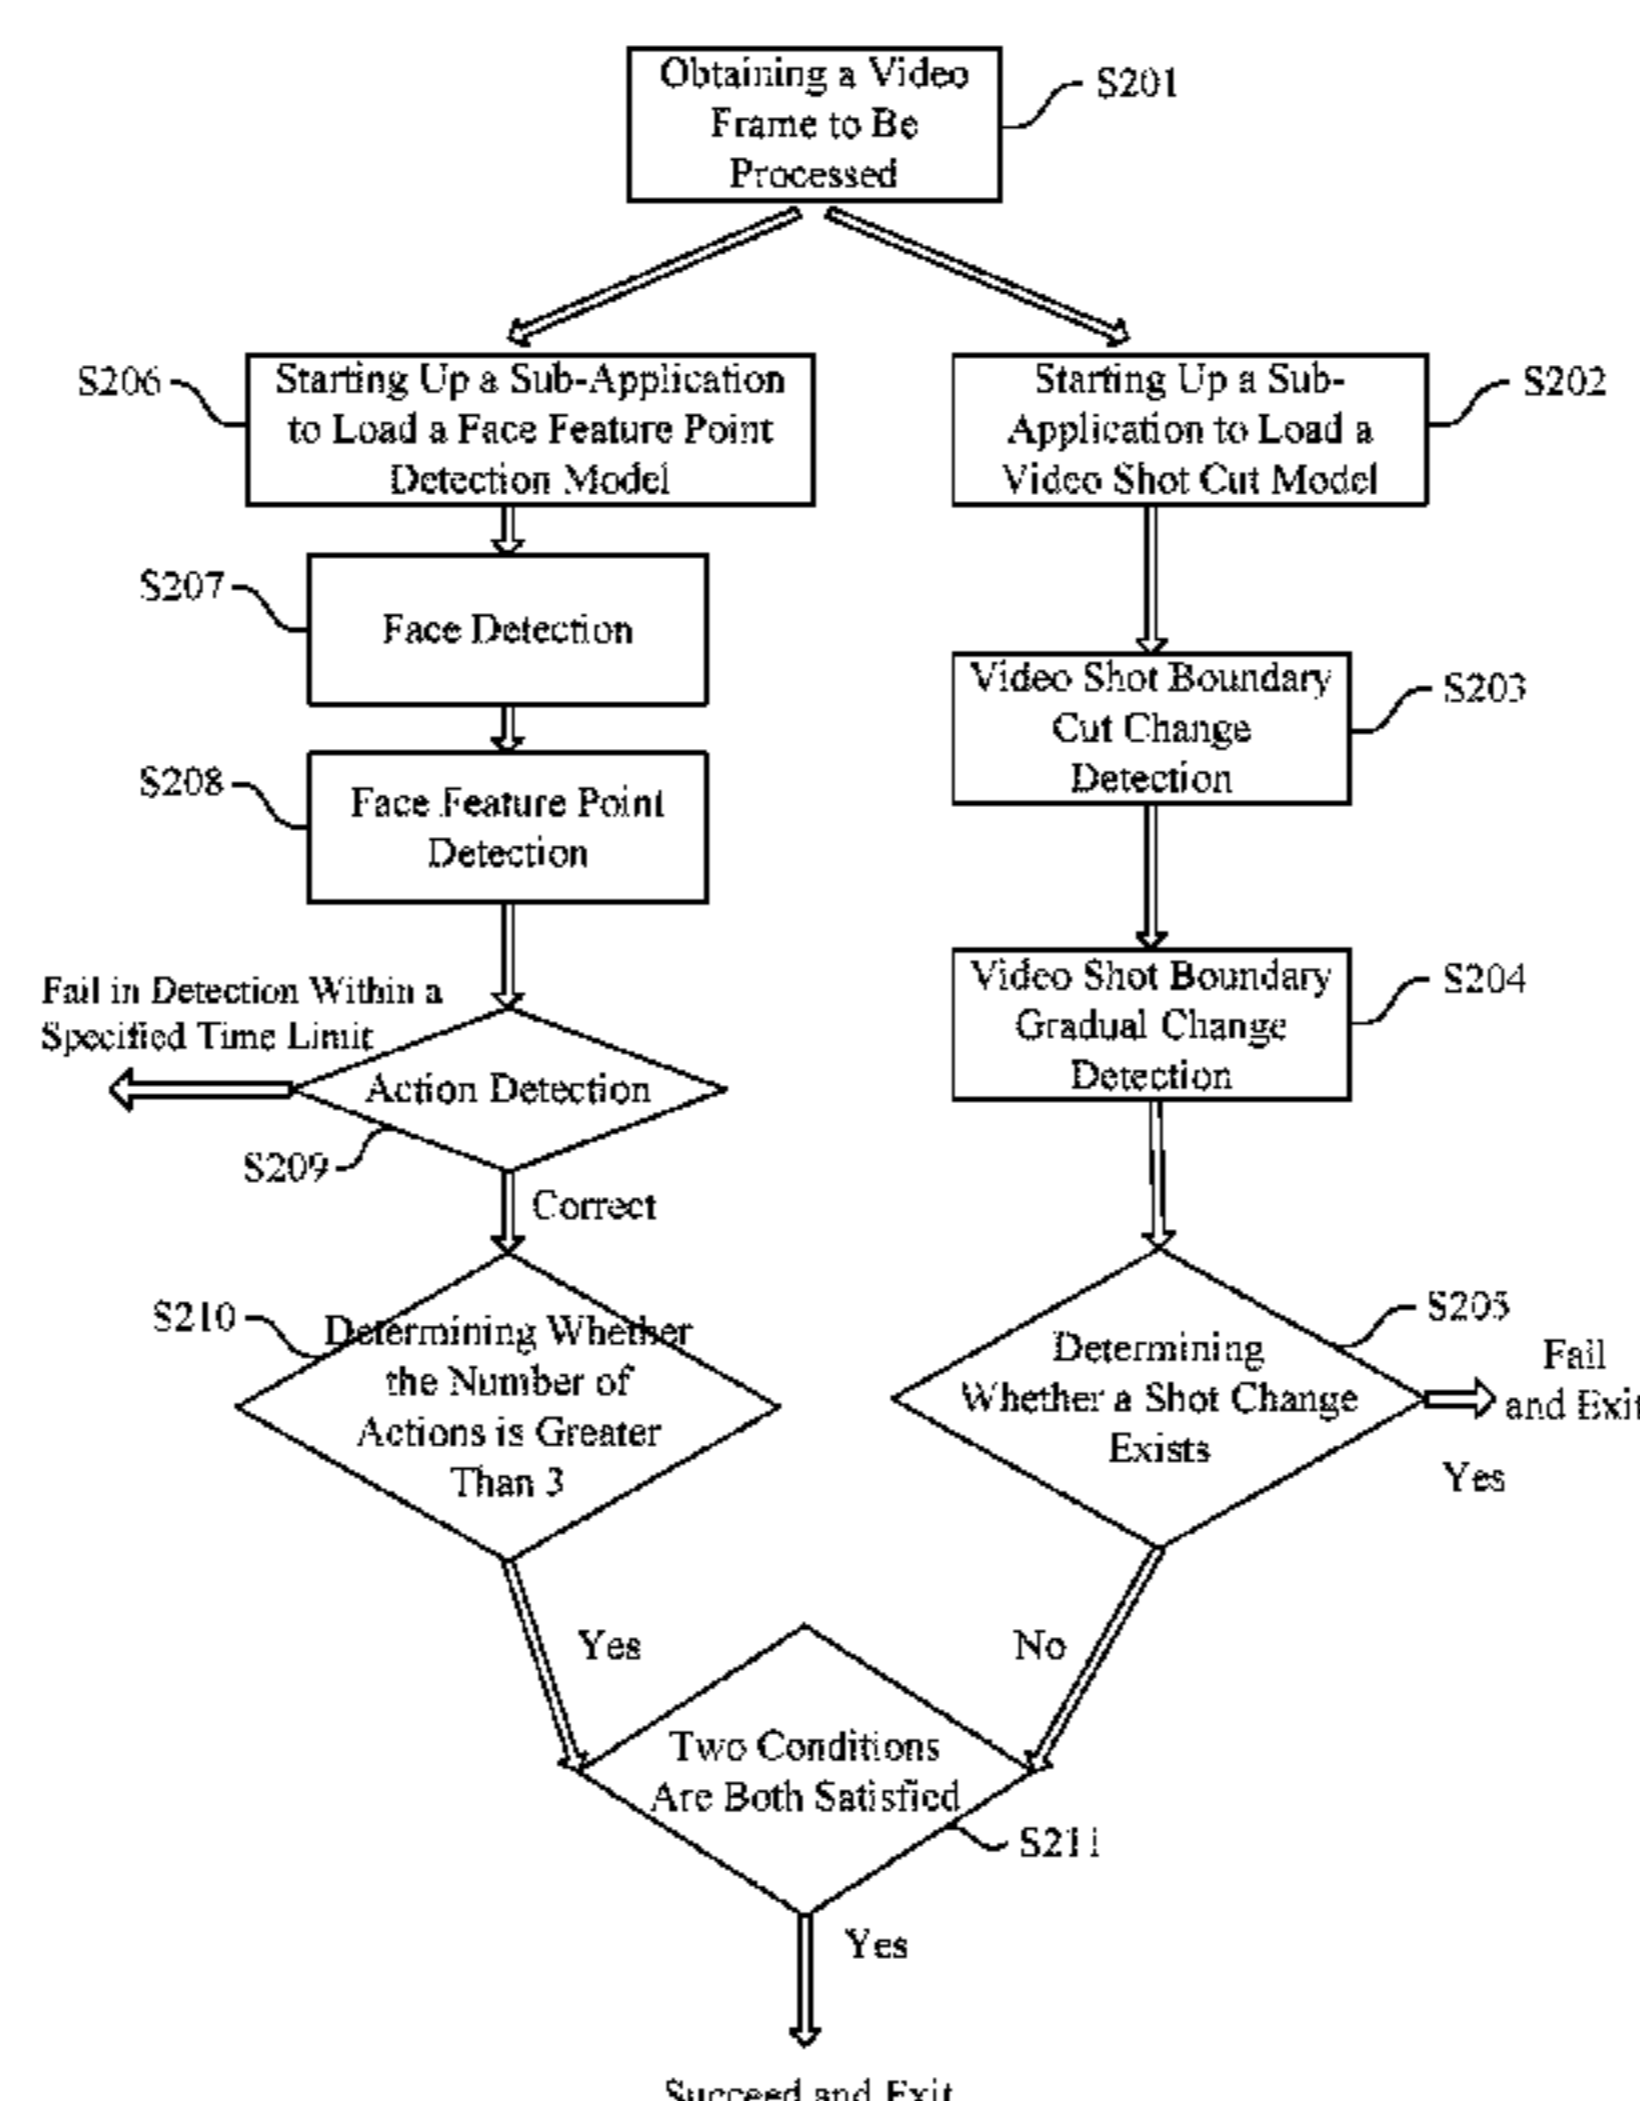 Obtaining a Video
Frame to Be
Processed
S201
S206
Starting Up a Sub-Application
to Load a Face Feature Point
Detection Model
Starting Up a Sub-
Application to Load a
Video Shot Cut Model
S202
S207
Face Detection
Video Shot Boundary
Cut Change
Detection
S203
S208
Face Feature Point
Detection
Video Shot Boundary
Gradual Change
Detection
S204
Fail in Detection Within a
Specified Time Limit
Action Detection
S209
Correct
S210
Determining Whether
the Number of
Actions is Greater
Than 3
S205
Determining
Whether a Shot Change
Exists
Fail
and Exit
Yes
Yes
No
Two Conditions
Are Both Satisfied
S211
Yes
Succeed and Exit